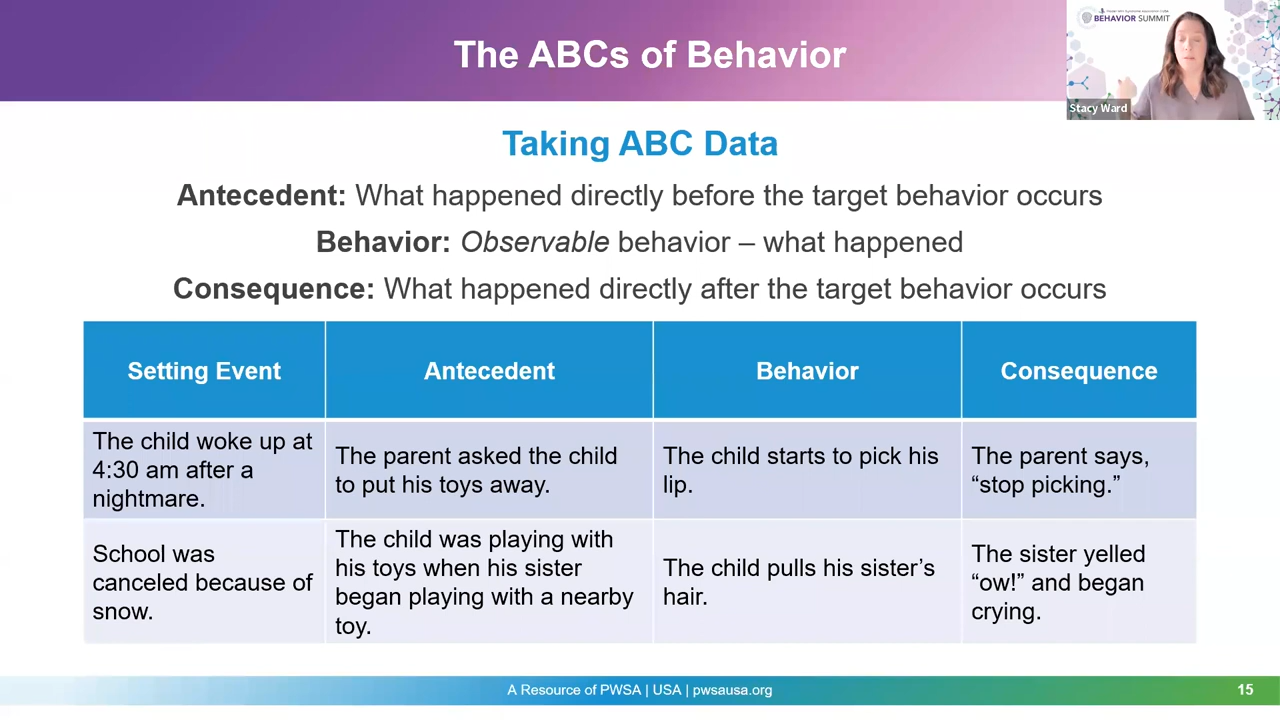 The ABCs of Behavior
BEHAVIOR SUMMIT
Stacy Ward
Taking ABC Data
Antecedent: What happened directly before the target behavior occurs
Behavior: Observable behavior – what happened
Consequence: What happened directly after the target behavior occurs
Setting Event
Antecedent
Behavior
Consequence
The child woke up at
4:30 am after a
nightmare.
The parent asked the child
to put his toys away.
The child starts to pick his
lip.
The parent says,
“stop picking.”
School was
canceled because of
snow.
The child was playing with
his toys when his sister
began playing with a nearby
toy.
The child pulls his sister’s
hair.
The sister yelled
“ow!” and began
crying.
A Resource of PWSA | USA | pwsausa.org
15